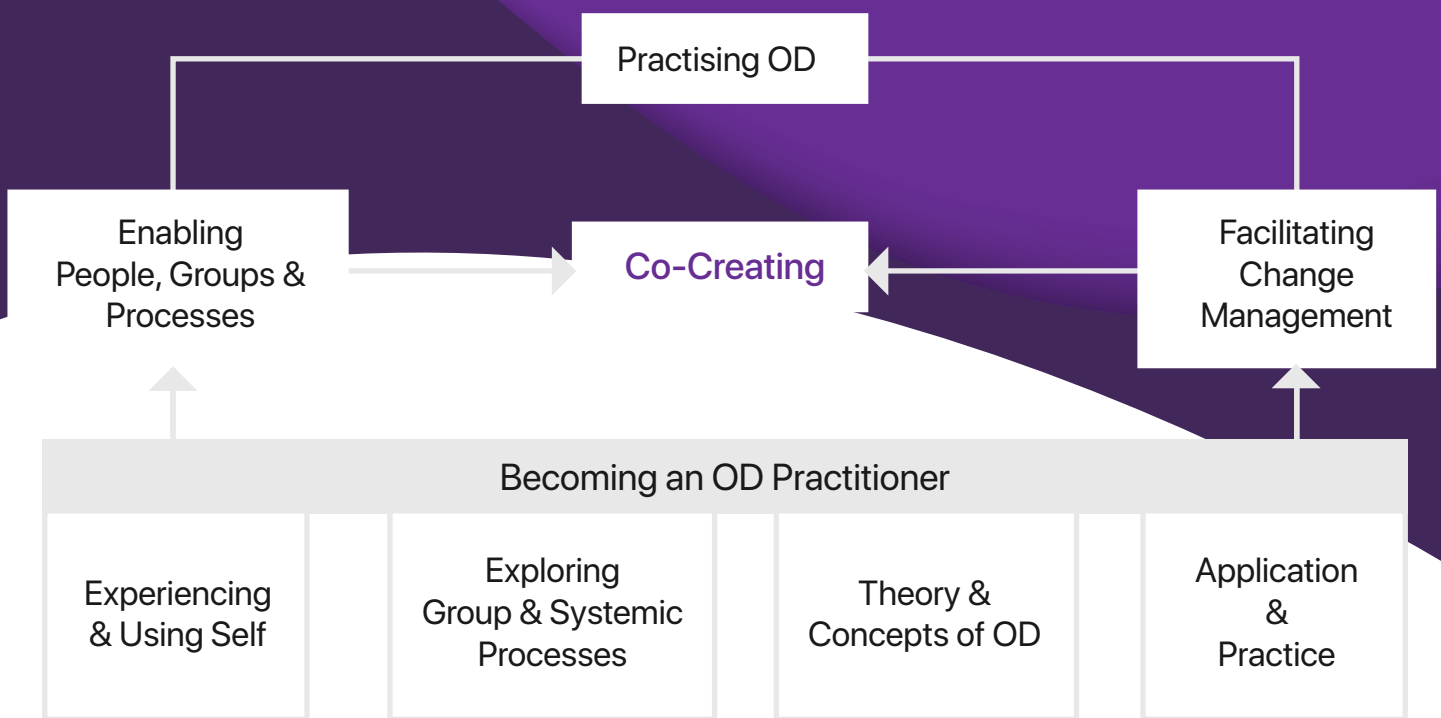 Practising OD
Enabling
People, Groups &
Processes
Co-Creating
Facilitating
Change
Management
Becoming an OD Practitioner
Experiencing
& Using Self
Exploring
Group & Systemic
Processes
Theory &
Concepts of OD
Application
&
Practice